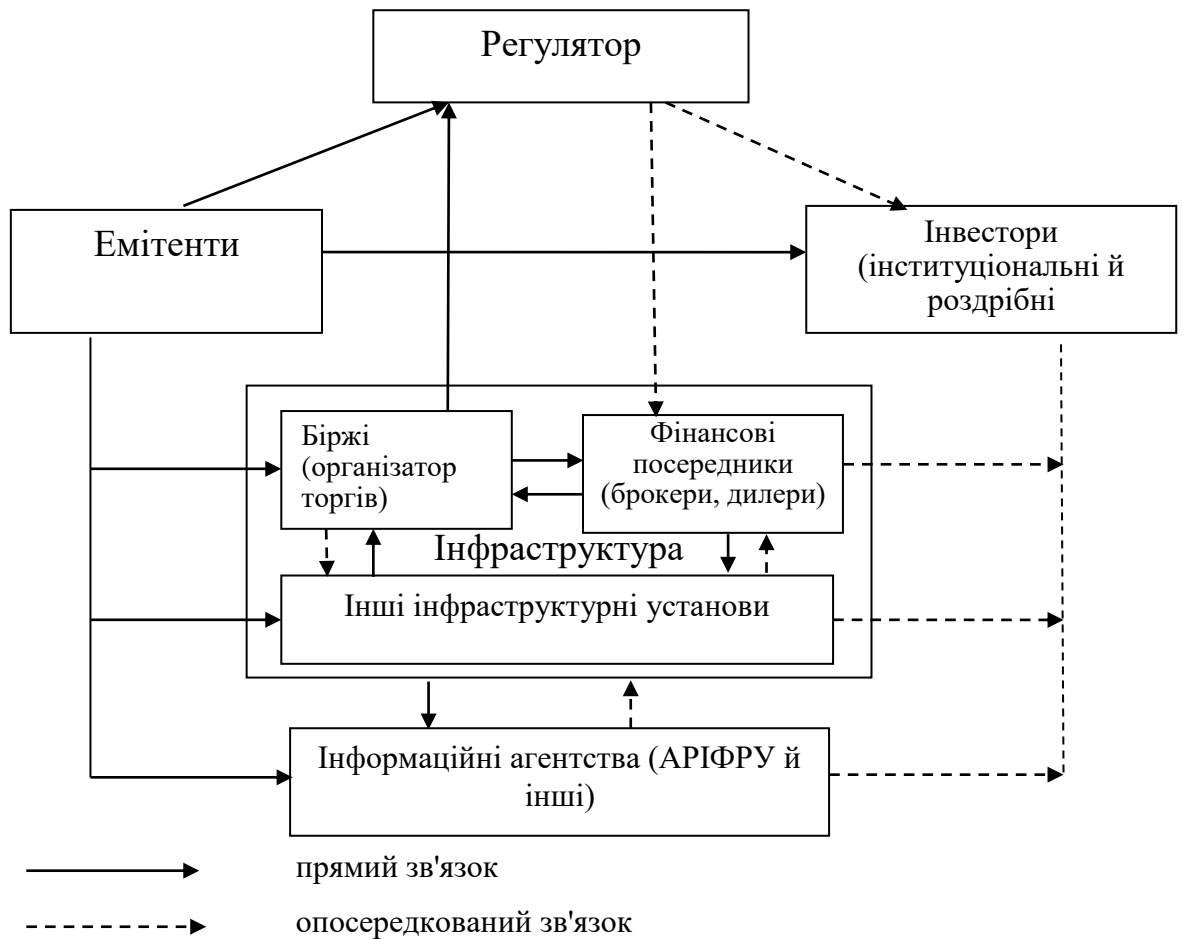 Регулятор
Емітенти
Інвестори
(інституціональні й
роздрібні
Біржі
(організатор
торгів)
Фінансові
посередники
(брокери, дилери)
Інфраструктура
Інші інфраструктурні установи
Інформаційні агентства (АРІФРУ й
інші)
прямий зв'язок
опосередкований зв'язок